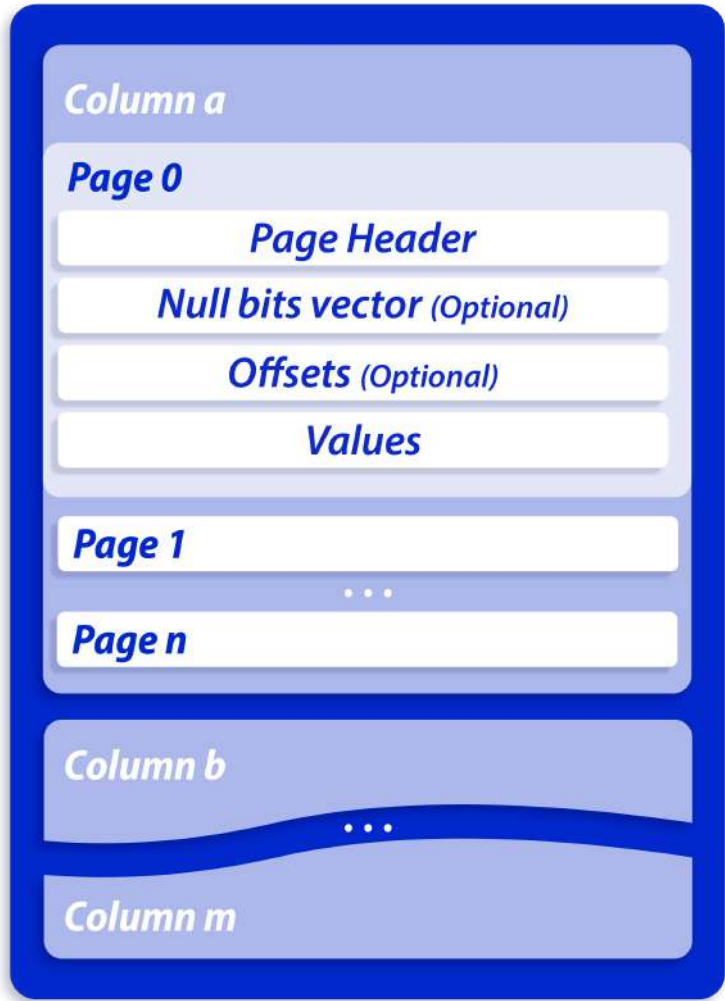 Column a
Page 0
Page Header
Null bits vector (Optional)
Offsets (Optional)
Values
Page 1
...
Page n
Column b
...
Column m